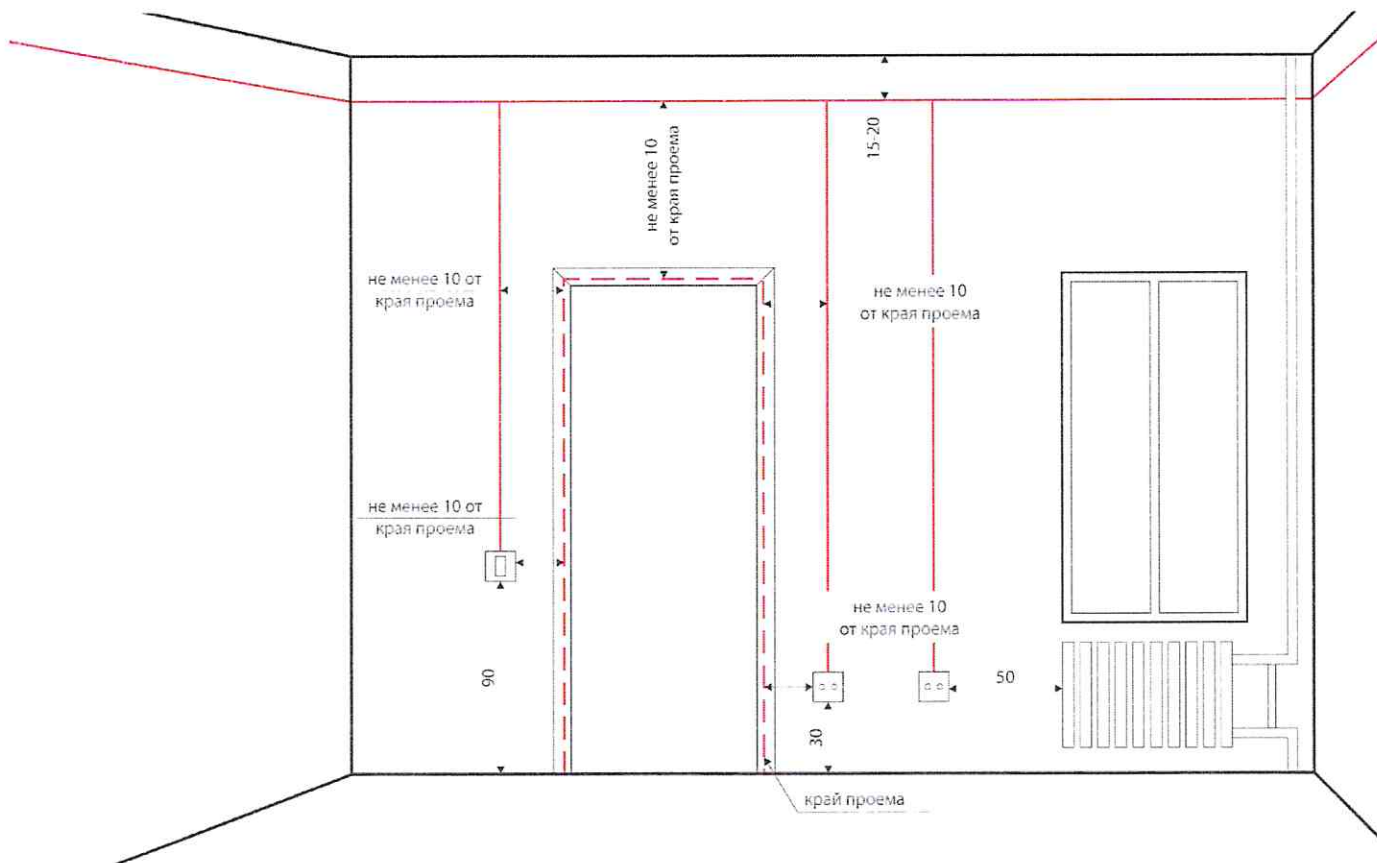 15-20
не менее 10
от края проема
не менее 10 от
края проема
не менее 10
от края проема
не менее 10 от
края проема
не менее 10
от края проема
90
50
30
край проема